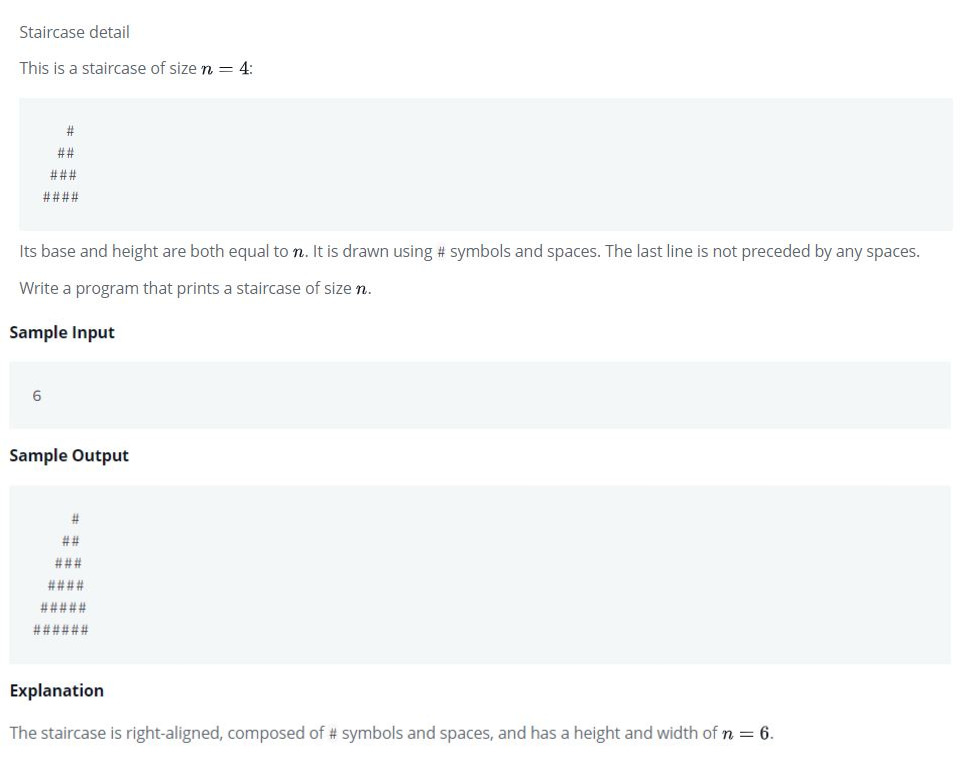 Staircase detail
This is a staircase of size n = 4:
#
##
###
####
Its base and height are both equal to n. It is drawn using # symbols and spaces. The last line is not preceded by any spaces.
Write a program that prints a staircase of size n.
Sample Input
6
Sample Output
#
##
###
####
#####
######
Explanation
The staircase is right-aligned, composed of # symbols and spaces, and has a height and width of n = 6.